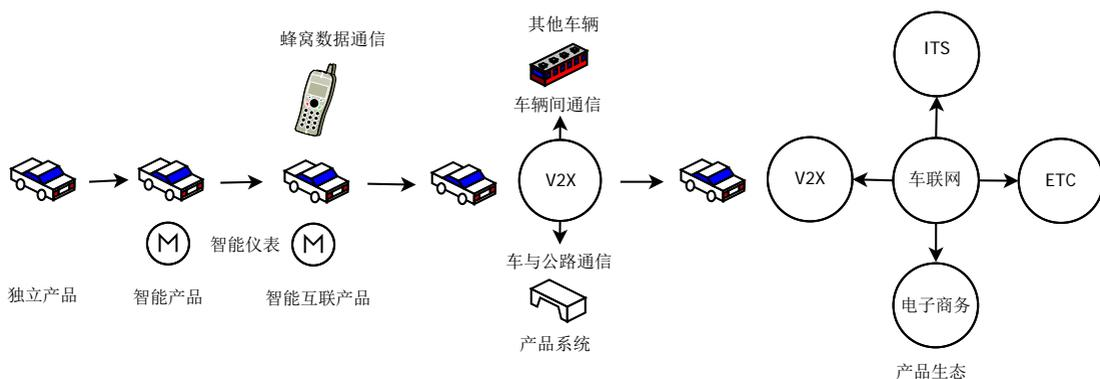 蜂窝数据通信
其他车辆
车辆间通信
ITS
V2X
V2X
车联网
ETC
M
智能仪表
M
车与公路通信
独立产品
智能产品
智能互联产品
电子商务
产品系统
产品生态